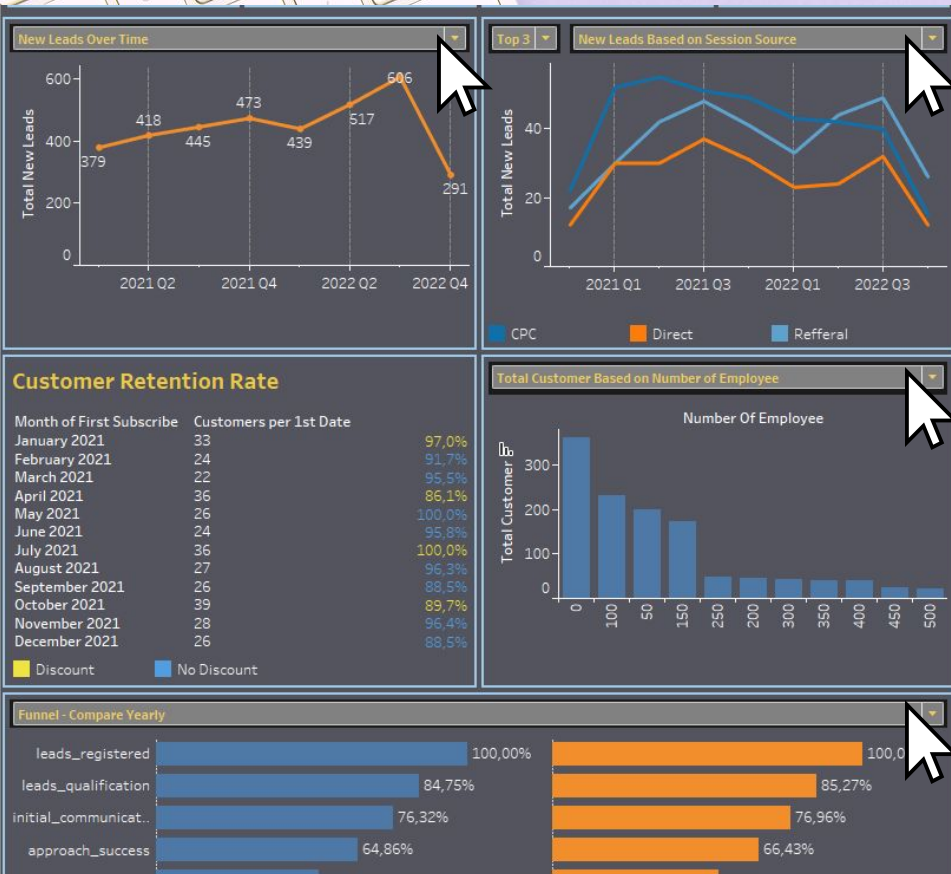 New Leads Over Time
600
400
200
0
Total New Leads
379
418
445
473
439
517
606
291
2021 Q2
2021 Q4
2022 Q2
2022 Q4
Top 3
New Leads Based on Session Source
Total New Leads
40
20
0
2021 Q1
2021 Q3
2022 Q1
2022 Q3
CPC
Direct
Refferal
Customer Retention Rate
Month of First Subscribe Customers per 1st Date
January 2021 33 97,0%
February 2021 24 91,7%
March 2021 22 95,5%
April 2021 36 86,1%
May 2021 26 100,0%
June 2021 24 95,8%
July 2021 36 100,0%
August 2021 27 96,3%
September 2021 26 88,5%
October 2021 39 89,7%
November 2021 28 96,4%
December 2021 26 88,5%
Discount
No Discount
Total Customer Based on Number of Employee
Number Of Employee
Total Customer
300
200
100
0
0
100
50
150
250
200
300
350
400
450
500
Funnel - Compare Yearly
leads_registered 100,00% 100,0
leads_qualification 84,75% 85,27%
initial_communicat.. 76,32% 76,96%
approach_success 64,86% 66,43%